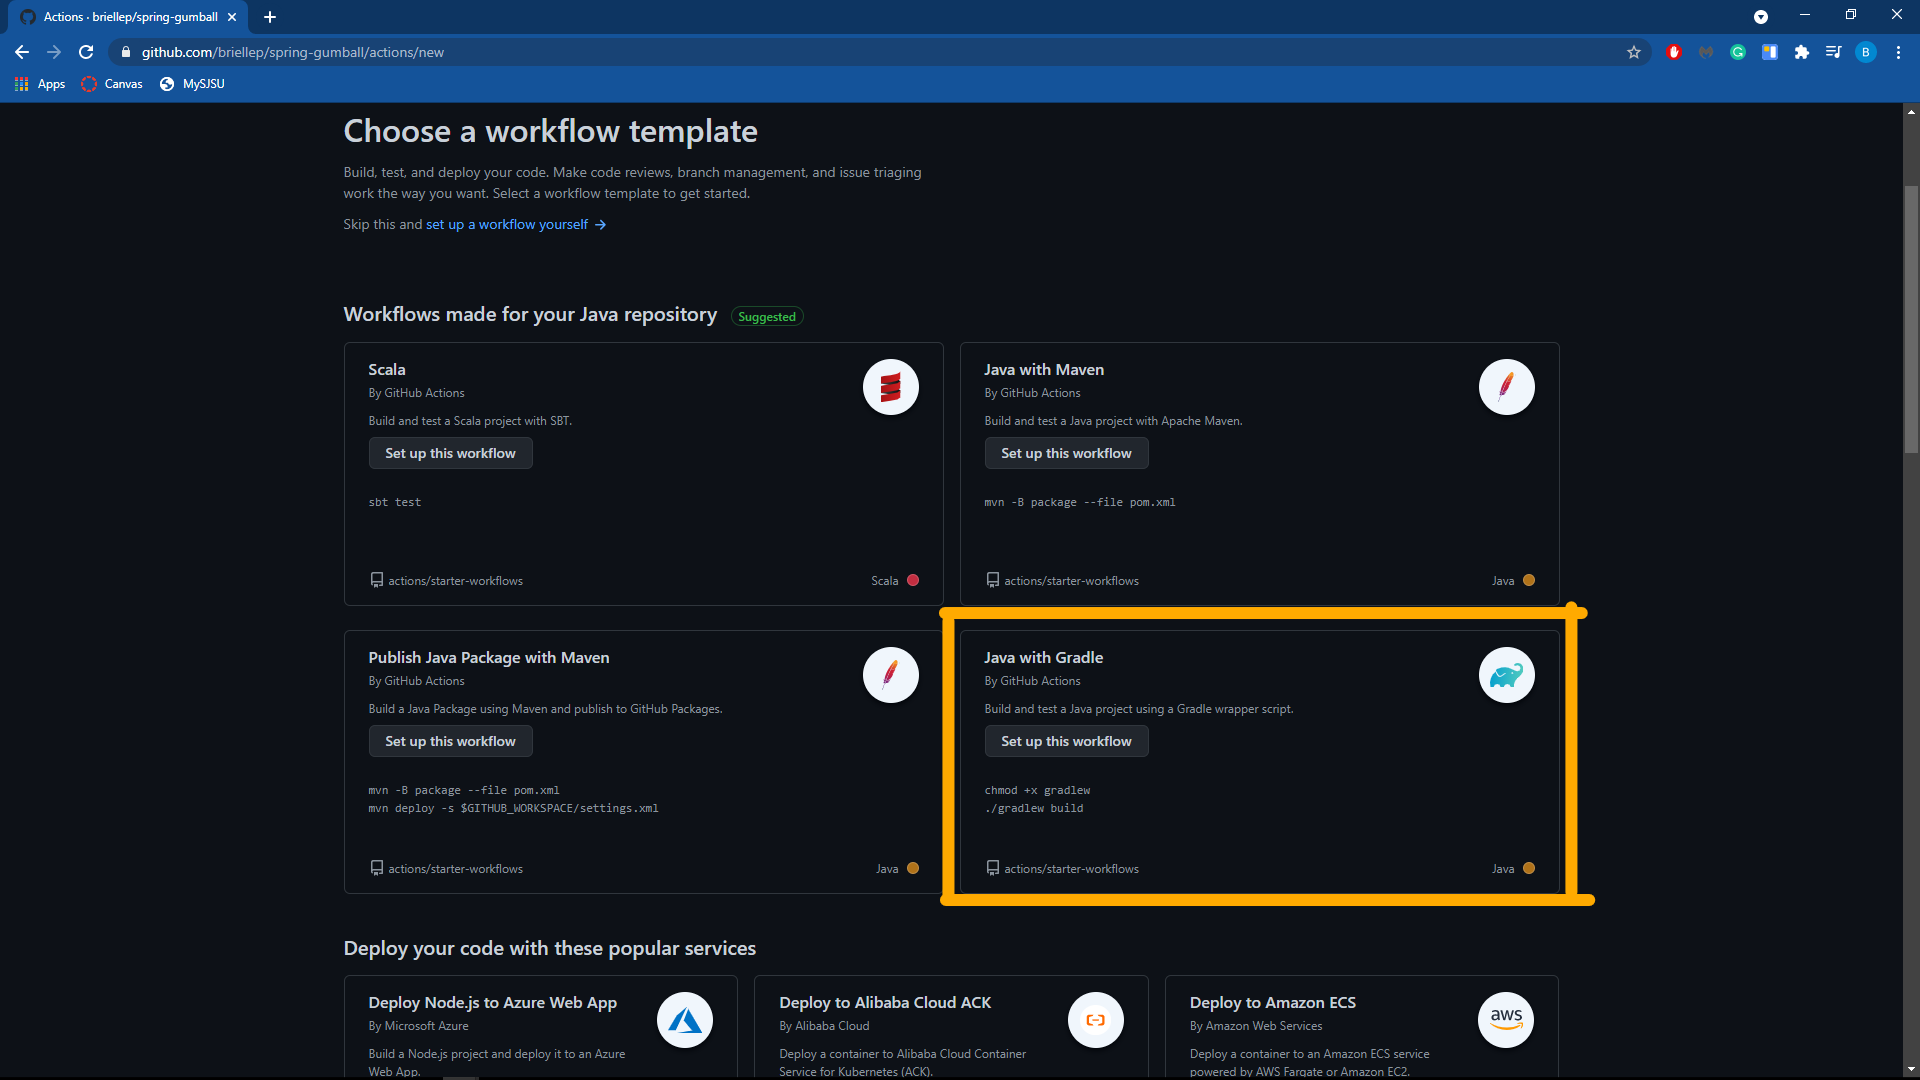 Actions · briellep/spring-gumball
github.com/briellep/spring-gumball/actions/new
B
Apps
Canvas
MySJSU
Choose a workflow template
Build, test, and deploy your code. Make code reviews, branch management, and issue triaging
work the way you want. Select a workflow template to get started.
Skip this and set up a workflow yourself →
Workflows made for your Java repository
Suggested
Scala
By GitHub Actions
Build and test a Scala project with SBT.
Set up this workflow
sbt test
actions/starter-workflows
Scala
Java with Maven
By GitHub Actions
Build and test a Java project with Apache Maven.
Set up this workflow
mvn -B package --file pom.xml
actions/starter-workflows
Java
Publish Java Package with Maven
By GitHub Actions
Build a Java Package using Maven and publish to GitHub Packages.
Set up this workflow
mvn -B package --file pom.xml
mvn deploy -s $GITHUB_WORKSPACE/settings.xml
actions/starter-workflows
Java
Java with Gradle
By GitHub Actions
Build and test a Java project using a Gradle wrapper script.
Set up this workflow
chmod +x gradlew
./gradlew build
actions/starter-workflows
Java
Deploy your code with these popular services
Deploy Node.js to Azure Web App
By Microsoft Azure
Build a Node.js project and deploy it to an Azure
Web App.
Deploy to Alibaba Cloud ACK
By Alibaba Cloud
Deploy a container to Alibaba Cloud Container
Service for Kubernetes (ACK).
Deploy to Amazon ECS
By Amazon Web Services
aws
Deploy a container to an Amazon ECS service
powered by AWS Fargate or Amazon EC2.